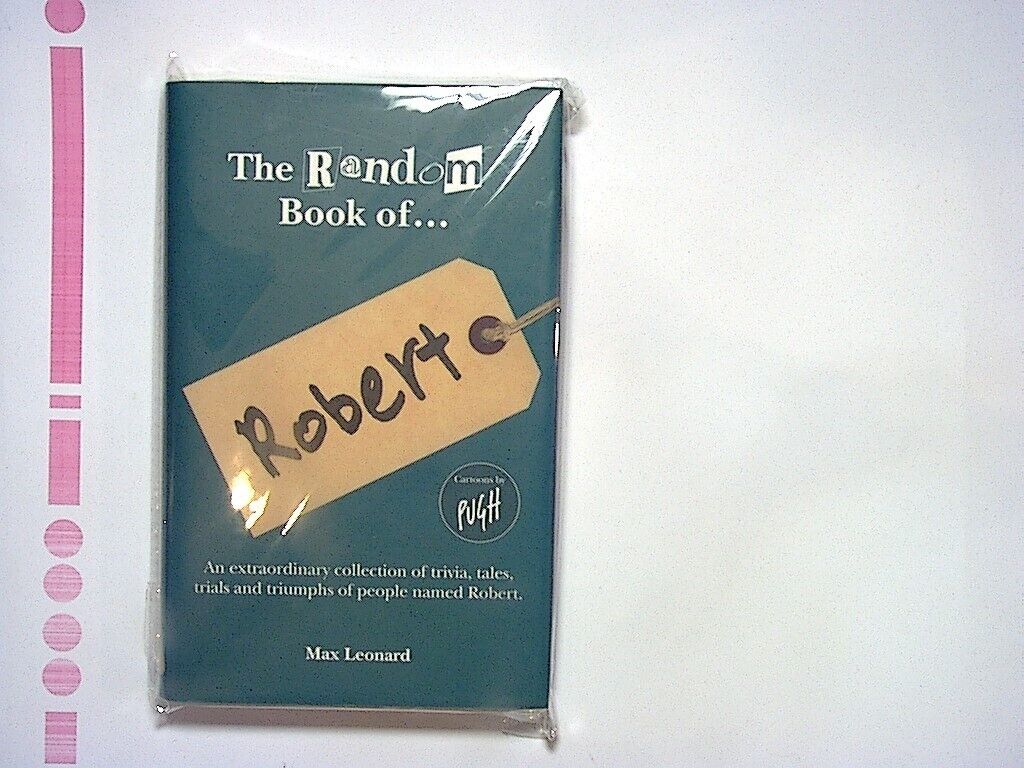 The Random
Book of...
Robert
Cartoons by
PUGH
An extraordinary collection of trivia, tales,
trials and triumphs of people named Robert.
Max Leonard